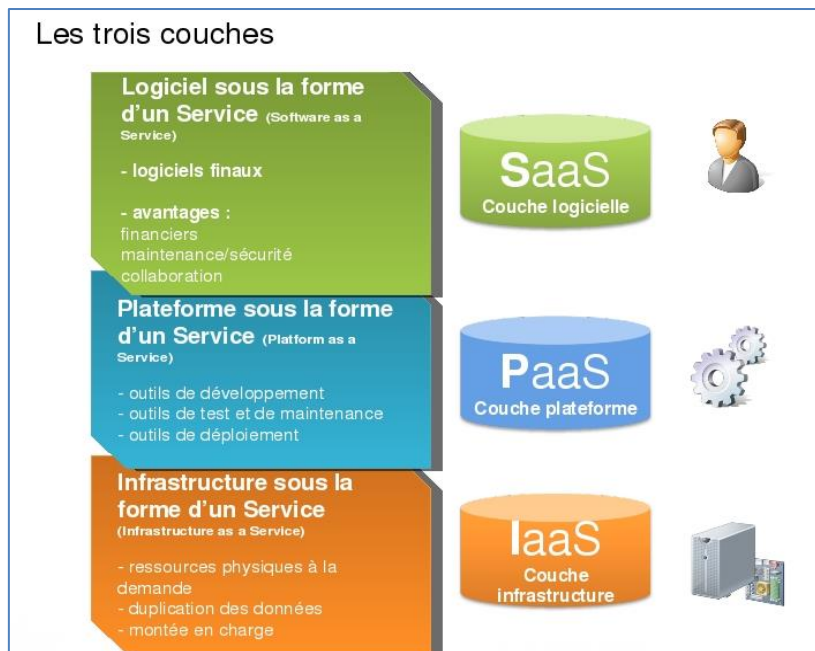 Les trois couches
Logiciel sous la forme
d'un Service (Software as a
Service)
- logiciels finaux
- avantages :
financiers
maintenance/sécurité
collaboration
SaaS
Couche logicielle
Plateforme sous la forme
d'un Service (Platform as a
Service)
- outils de développement
- outils de test et de maintenance
- outils de déploiement
PaaS
Couche plateforme
Infrastructure sous la
forme d'un Service
(Infrastructure as a Service)
- ressources physiques à la
demande
- duplication des données
- montée en charge
IaaS
Couche
infrastructure